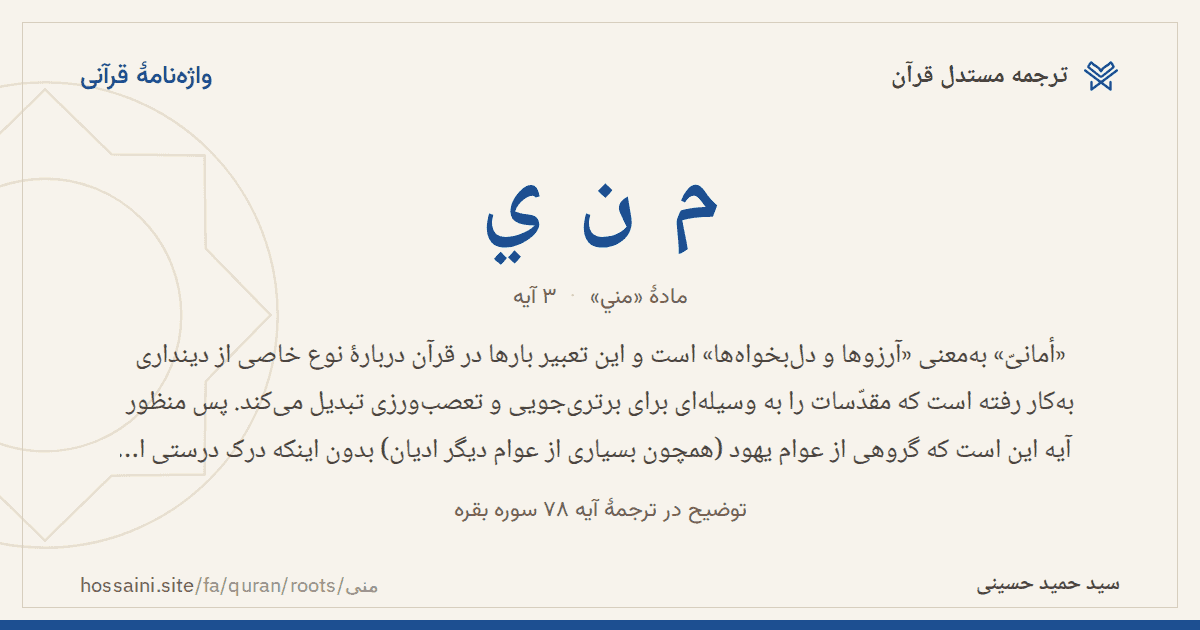 ترجمه مستدل قرآن
واژه‌نامهٔ قرآنی
م ن ي
مادهٔ «مني» · ۳ آیه
«أمانیّ» به‌معنی «آرزوها و دل‌بخواه‌ها» است و این تعبیر بارها در قرآن دربارهٔ نوع خاصی از دینداری
به‌کار رفته است که مقدّسات را به وسیله‌ای برای برتری‌جویی و تعصب‌ورزی تبدیل می‌کند. پس منظور
آیه این است که گروهی از عوام یهود (همچون بسیاری از عوام دیگر ادیان) بدون اینکه درک درستی ا...
توضیح در ترجمهٔ آیه ۷۸ سوره بقره
سید حمید حسینی
hossaini.site/fa/quran/roots/منی